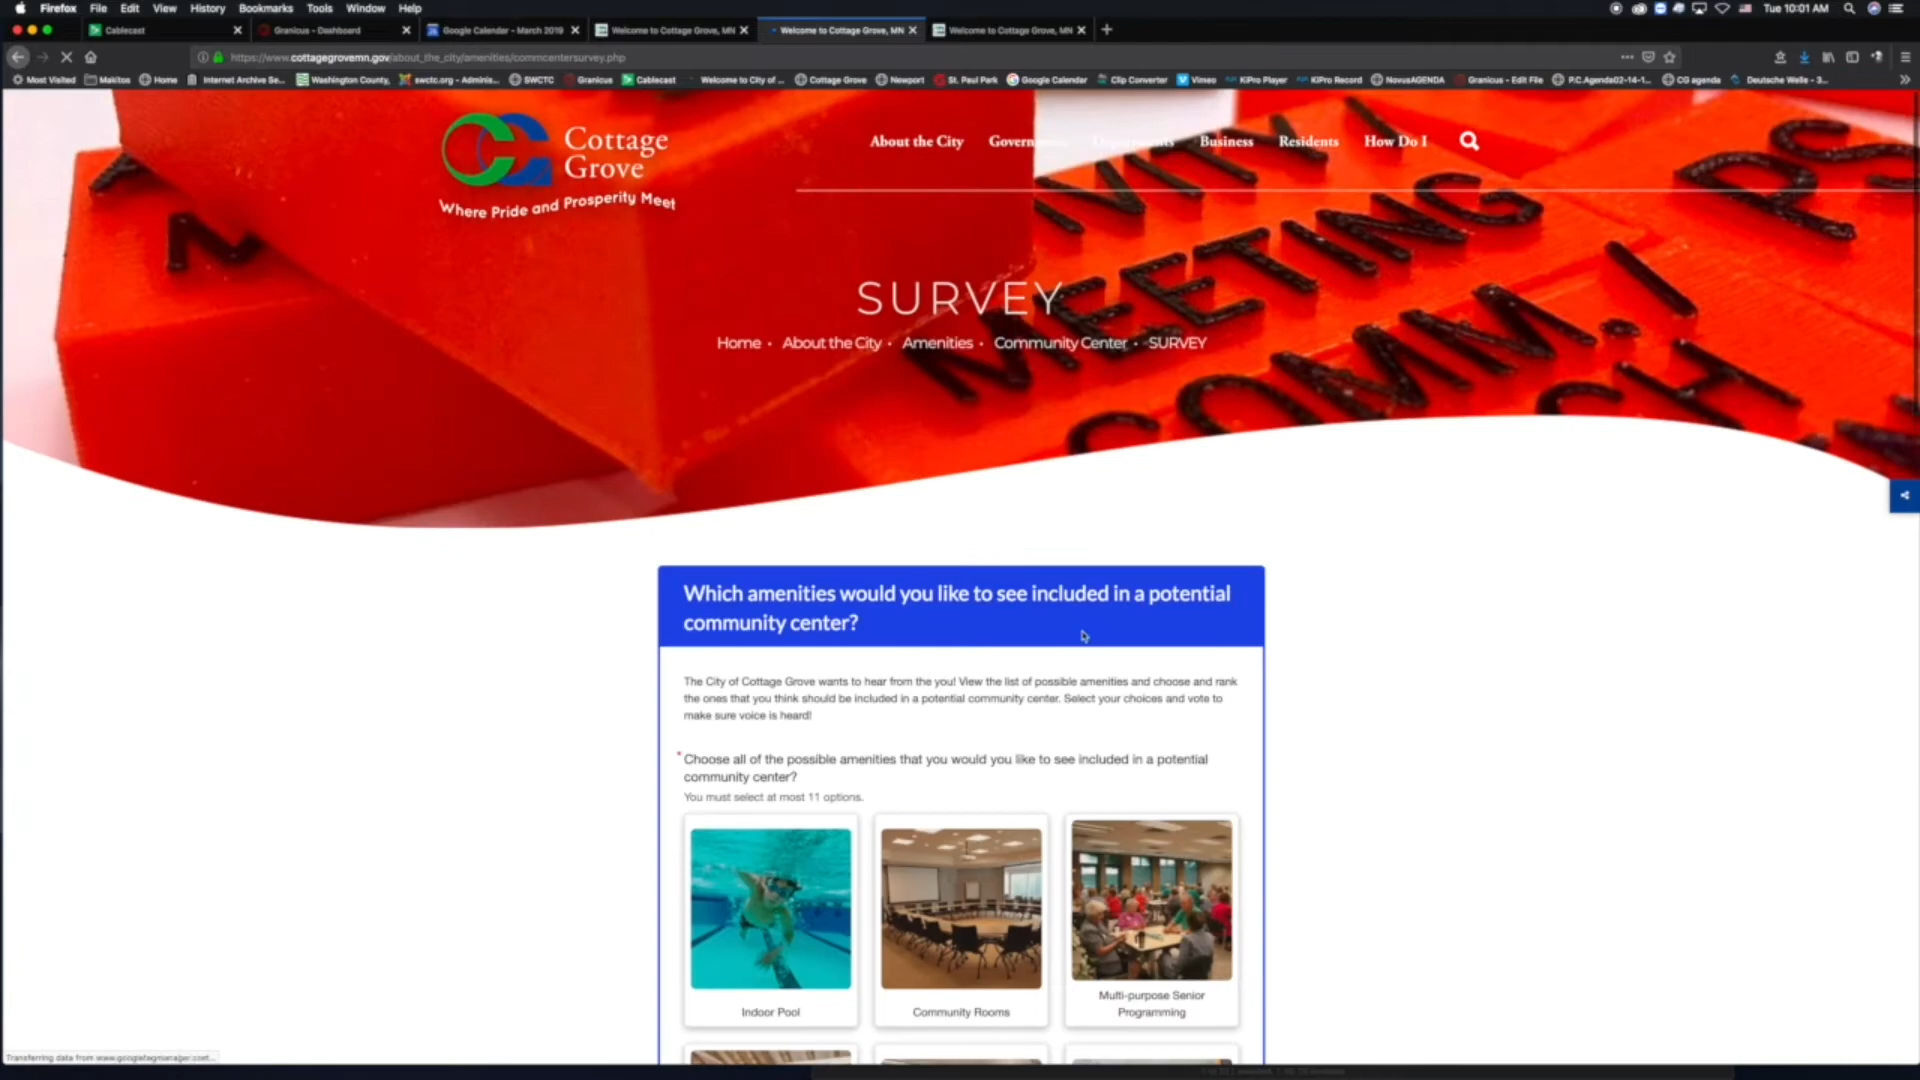 Firefox File Edit View History Bookmarks Tools Window Help Tue 10:01 AM
Cablecast Granicus - Dashboard Google Calendar - March 2019 Welcome to Cottage Grove, MN Welcome to Cottage Grove, MN Welcome to Cottage Grove, MN
https://www.cottagegrovemn.gov/about_the_city/amenities/commcentersurvey.php
Most Visited Makitos Home Internet Archive Se... Washington County, swctc.org - Adminis... SWCTC Granicus Cablecast Welcome to City of ... Cottage Grove Newport St. Paul Park Google Calendar Clip Converter Vimeo KiPro Player KiPro Record NovusAGENDA Granicus - Edit File P.C.Agenda02-14-1... CG agenda Deutsche Welle - 3...
Cottage
Grove
Where Pride and Prosperity Meet
About the City Government Departments Business Residents How Do I
MEETING
COMM.
SURVEY
Home · About the City · Amenities · Community Center · SURVEY
Which amenities would you like to see included in a potential
community center?
The City of Cottage Grove wants to hear from the you! View the list of possible amenities and choose and rank
the ones that you think should be included in a potential community center. Select your choices and vote to
make sure voice is heard!
* Choose all of the possible amenities that you would you like to see included in a potential
community center?
You must select at most 11 options.
Indoor Pool
Community Rooms
Multi-purpose Senior
Programming
Transferring data from www.googletagmanager.com...